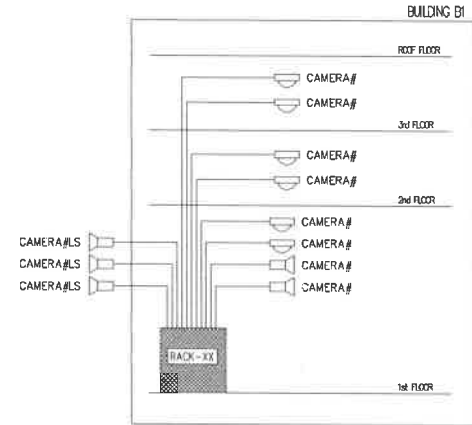 BUILDING B1
ROOF FLOOR
CAMERA#
CAMERA#
3rd FLOOR
CAMERA#
CAMERA#
2nd FLOOR
CAMERA#
CAMERA#LS
CAMERA#
CAMERA#LS
CAMERA#
CAMERA#LS
CAMERA#
RACK-XX
1st FLOOR